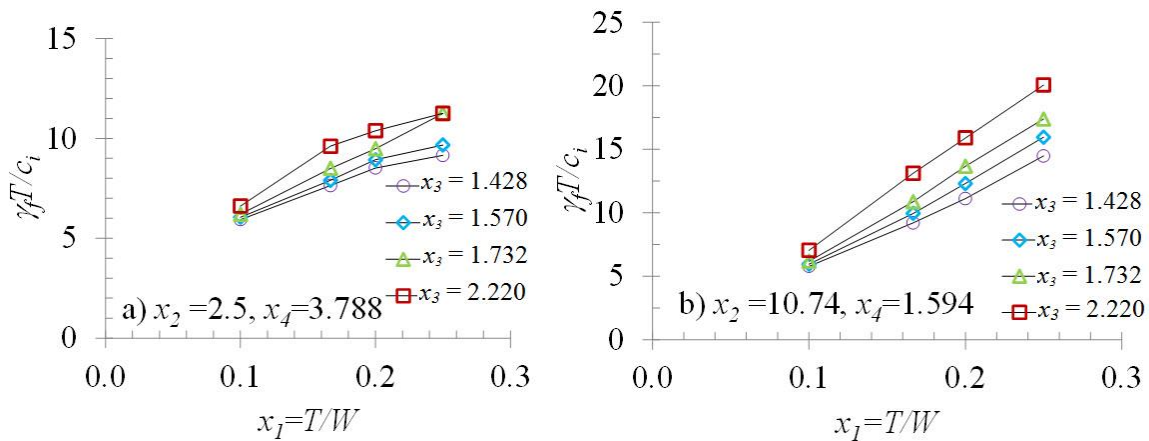 15
10
5
0
γfT/ci
x3 = 1.428
x3 = 1.570
x3 = 1.732
x3 = 2.220
a) x2 =2.5, x4=3.788
0.0 0.1 0.2 0.3
x1=T/W
25
20
15
10
5
0
γfT/ci
x3 = 1.428
x3 = 1.570
x3 = 1.732
x3 = 2.220
b) x2 =10.74, x4=1.594
0.0 0.1 0.2 0.3
x1=T/W